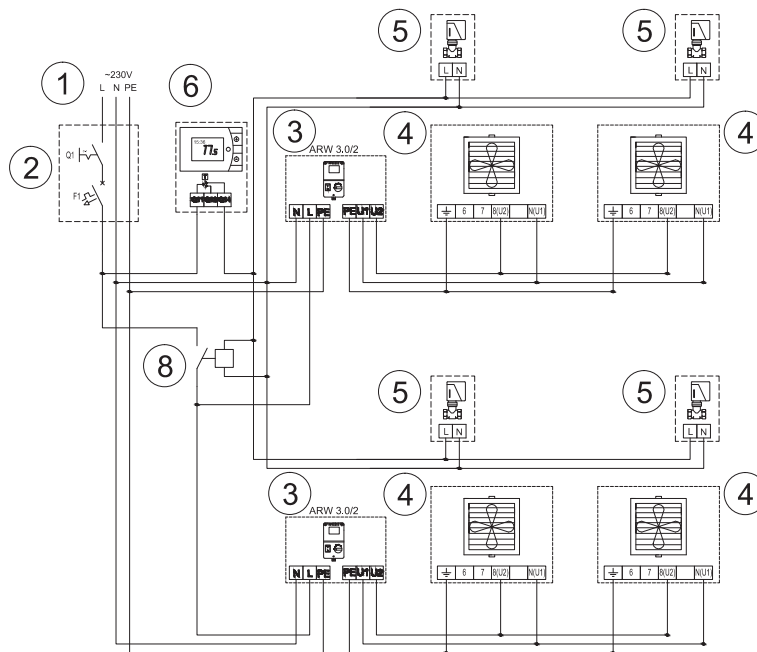 5
5
~230V
1
6
L N PE
L N
L N
3
4
4
2
Q1
15:36
ARW 3.0/2
F1
N L PE PE U1 U2
6 7 8(U2) N(U1)
6 7 8(U2) N(U1)
8
5
5
L N
L N
3
4
4
ARW 3.0/2
N L PE PE U1 U2
6 7 8(U2) N(U1)
6 7 8(U2) N(U1)